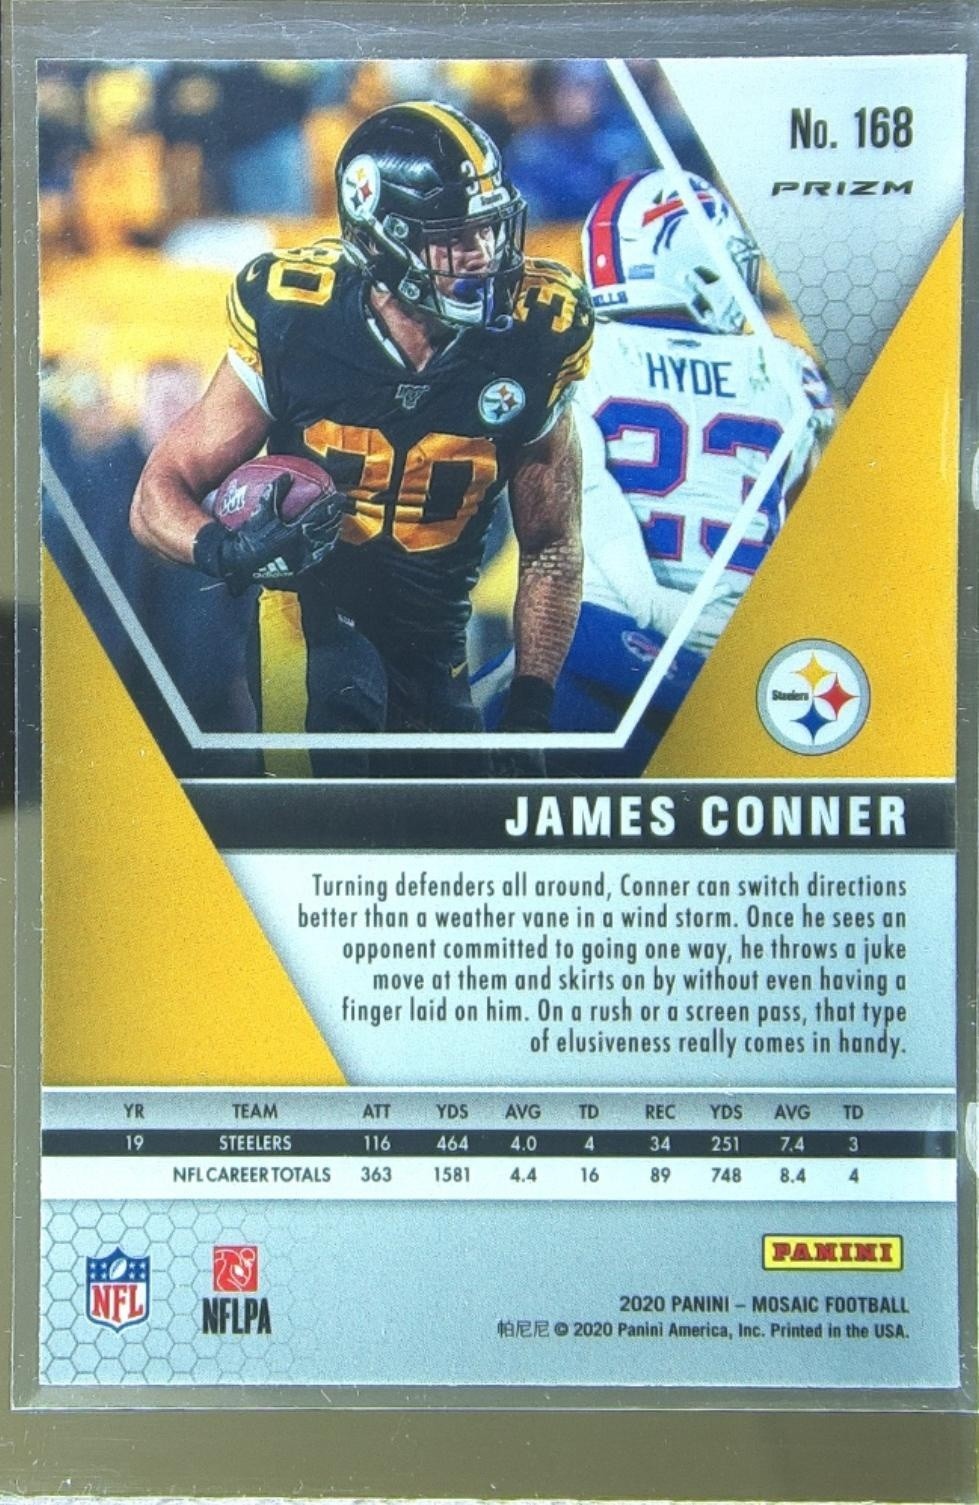 No. 168
PRIZM
Steelers
30
30
30
HYDE
23
Steelers
JAMES CONNER
Turning defenders all around, Conner can switch directions
better than a weather vane in a wind storm. Once he sees an
opponent committed to going one way, he throws a juke
move at them and skirts on by without even having a
finger laid on him. On a rush or a screen pass, that type
of elusiveness really comes in handy.
YR TEAM ATT YDS AVG TD REC YDS AVG TD
19 STEELERS 116 464 4.0 4 34 251 7.4 3
NFL CAREER TOTALS 363 1581 4.4 16 89 748 8.4 4
NFL
NFLPA
PANINI
2020 PANINI – MOSAIC FOOTBALL
帕尼尼 © 2020 Panini America, Inc. Printed in the USA.